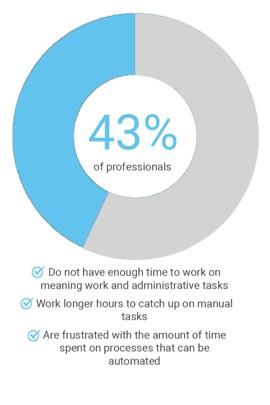 43%
of professionals
Do not have enough time to work on
meaning work and administrative tasks
Work longer hours to catch up on manual
tasks
Are frustrated with the amount of time
spent on processes that can be
automated